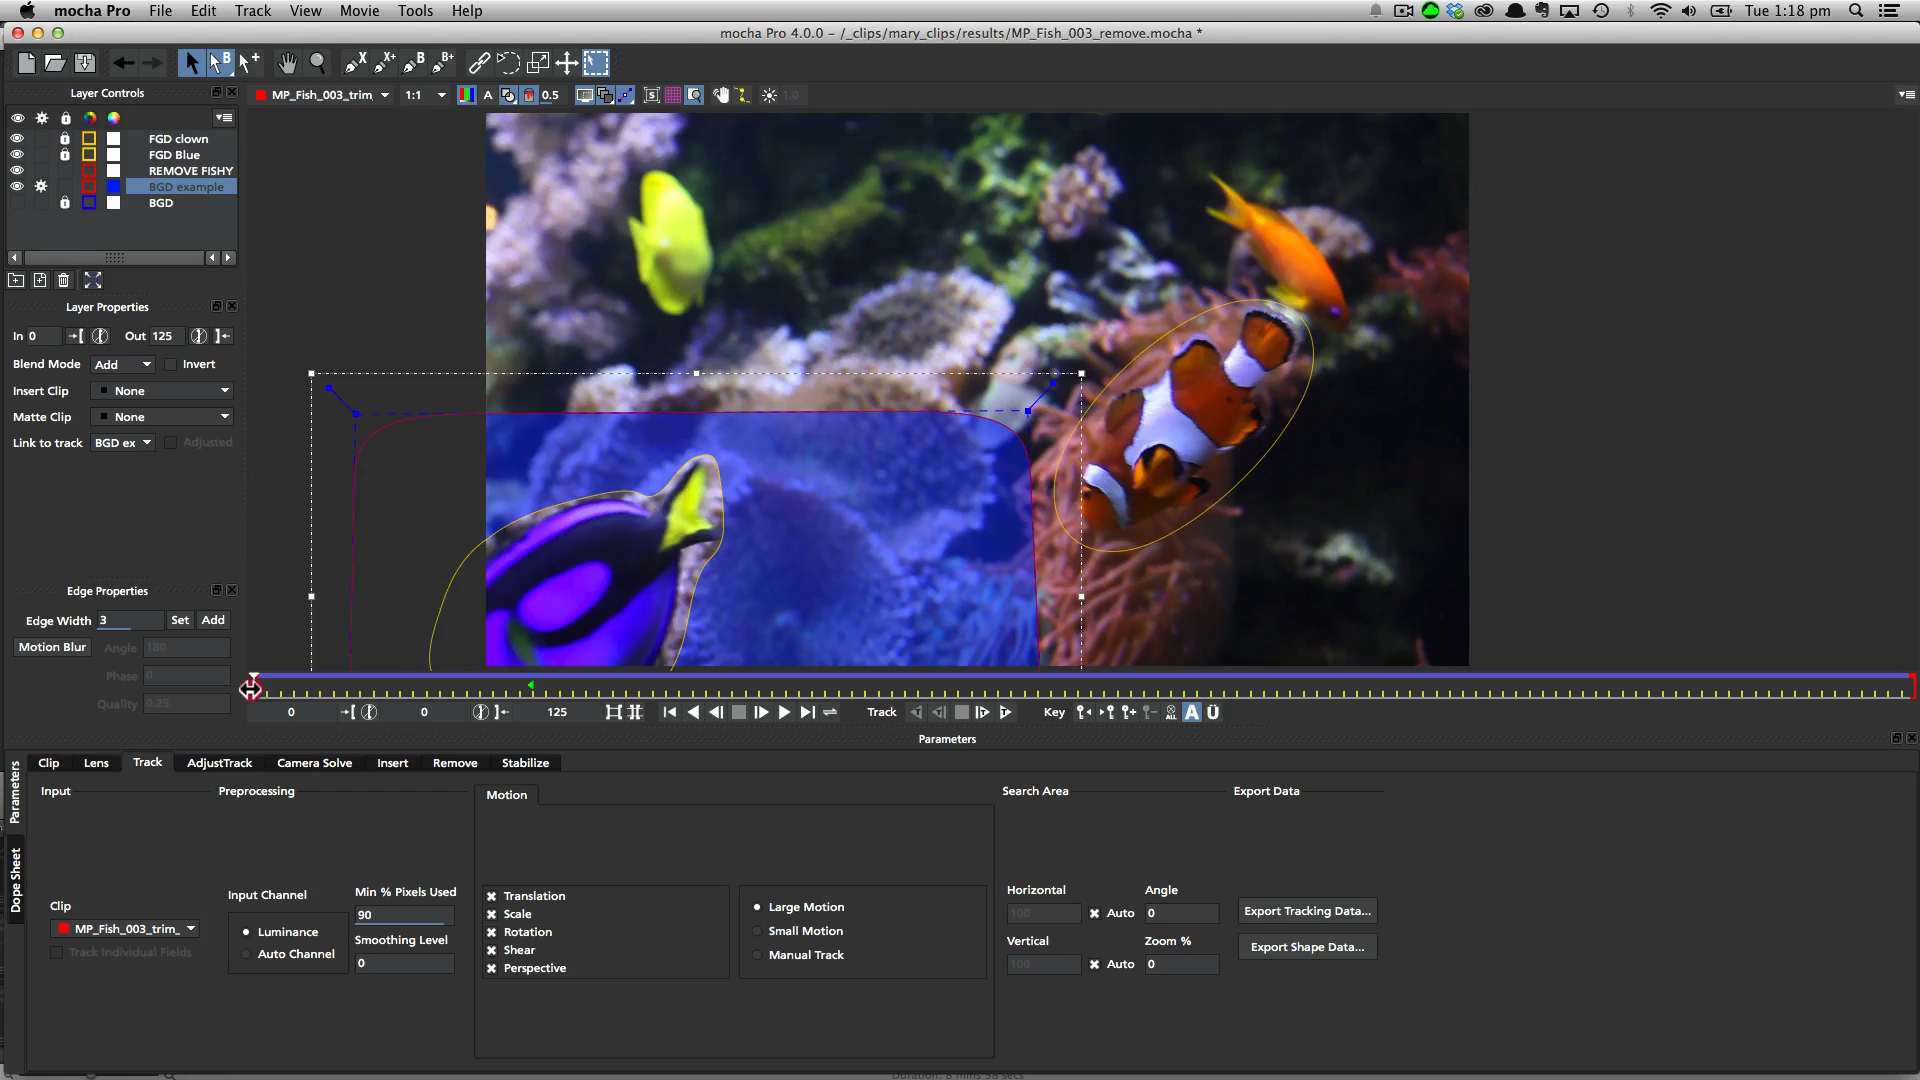 mocha Pro File Edit Track View Movie Tools Help Tue 1:18 pm
mocha Pro 4.0.0 - /_clips/mary_clips/results/MP_Fish_003_remove.mocha *
Layer Controls
MP_Fish_003_trim, 1:1 A 0.5 1.0
FGD clown
FGD Blue
REMOVE FISHY
BGD example
BGD
Layer Properties
In 0 Out 125
Blend Mode Add Invert
Insert Clip None
Matte Clip None
Link to track BGD ex Adjusted
Edge Properties
Edge Width 3 Set Add
Motion Blur Angle 180
Phase 0
Quality 0.25
0 0 125 Track Key ALL A Ü
Parameters
Clip Lens Track AdjustTrack Camera Solve Insert Remove Stabilize
Parameters
Dope Sheet
Input Preprocessing Motion Search Area Export Data
Clip
MP_Fish_003_trim_
Track Individual Fields
Input Channel
Luminance
Auto Channel
Min % Pixels Used
90
Smoothing Level
0
Translation
Scale
Rotation
Shear
Perspective
Large Motion
Small Motion
Manual Track
Horizontal Angle
100 Auto 0
Vertical Zoom %
100 Auto 0
Export Tracking Data...
Export Shape Data...